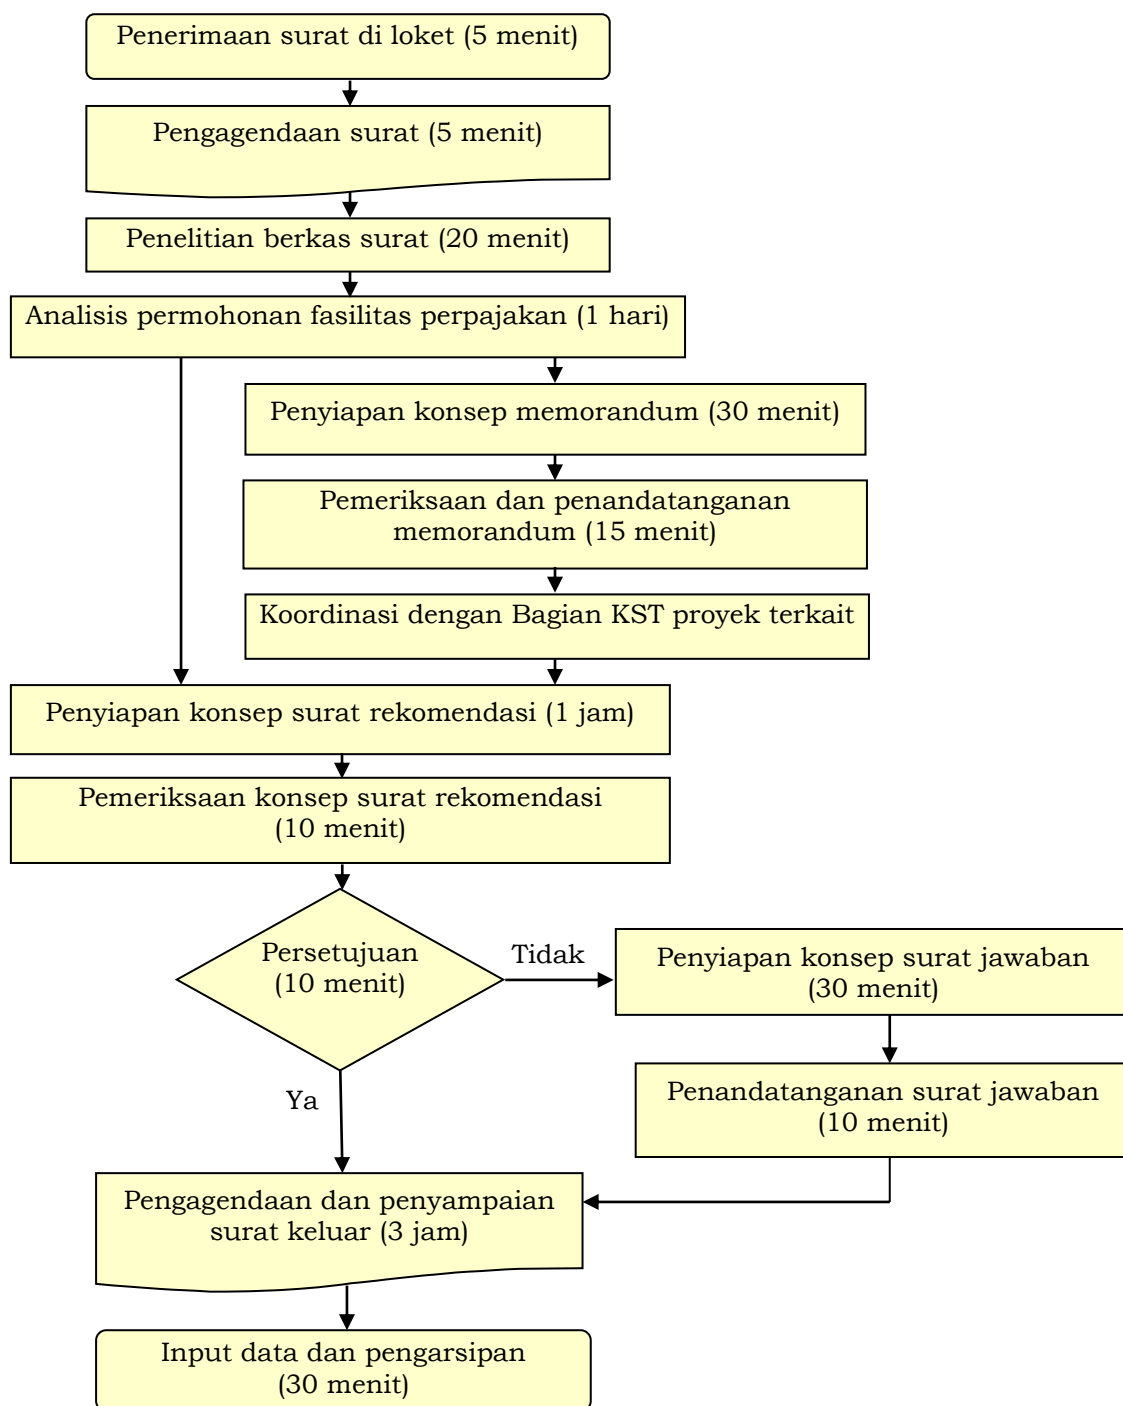 Penerimaan surat di loket (5 menit)
Pengagendaan surat (5 menit)
Penelitian berkas surat (20 menit)
Analisis permohonan fasilitas perpajakan (1 hari)
Penyiapan konsep memorandum (30 menit)
Pemeriksaan dan penandatanganan
memorandum (15 menit)
Koordinasi dengan Bagian KST proyek terkait
Penyiapan konsep surat rekomendasi (1 jam)
Pemeriksaan konsep surat rekomendasi
(10 menit)
Persetujuan
(10 menit)
Tidak
Penyiapan konsep surat jawaban
(30 menit)
Penandatanganan surat jawaban
(10 menit)
Ya
Pengagendaan dan penyampaian
surat keluar (3 jam)
Input data dan pengarsipan
(30 menit)